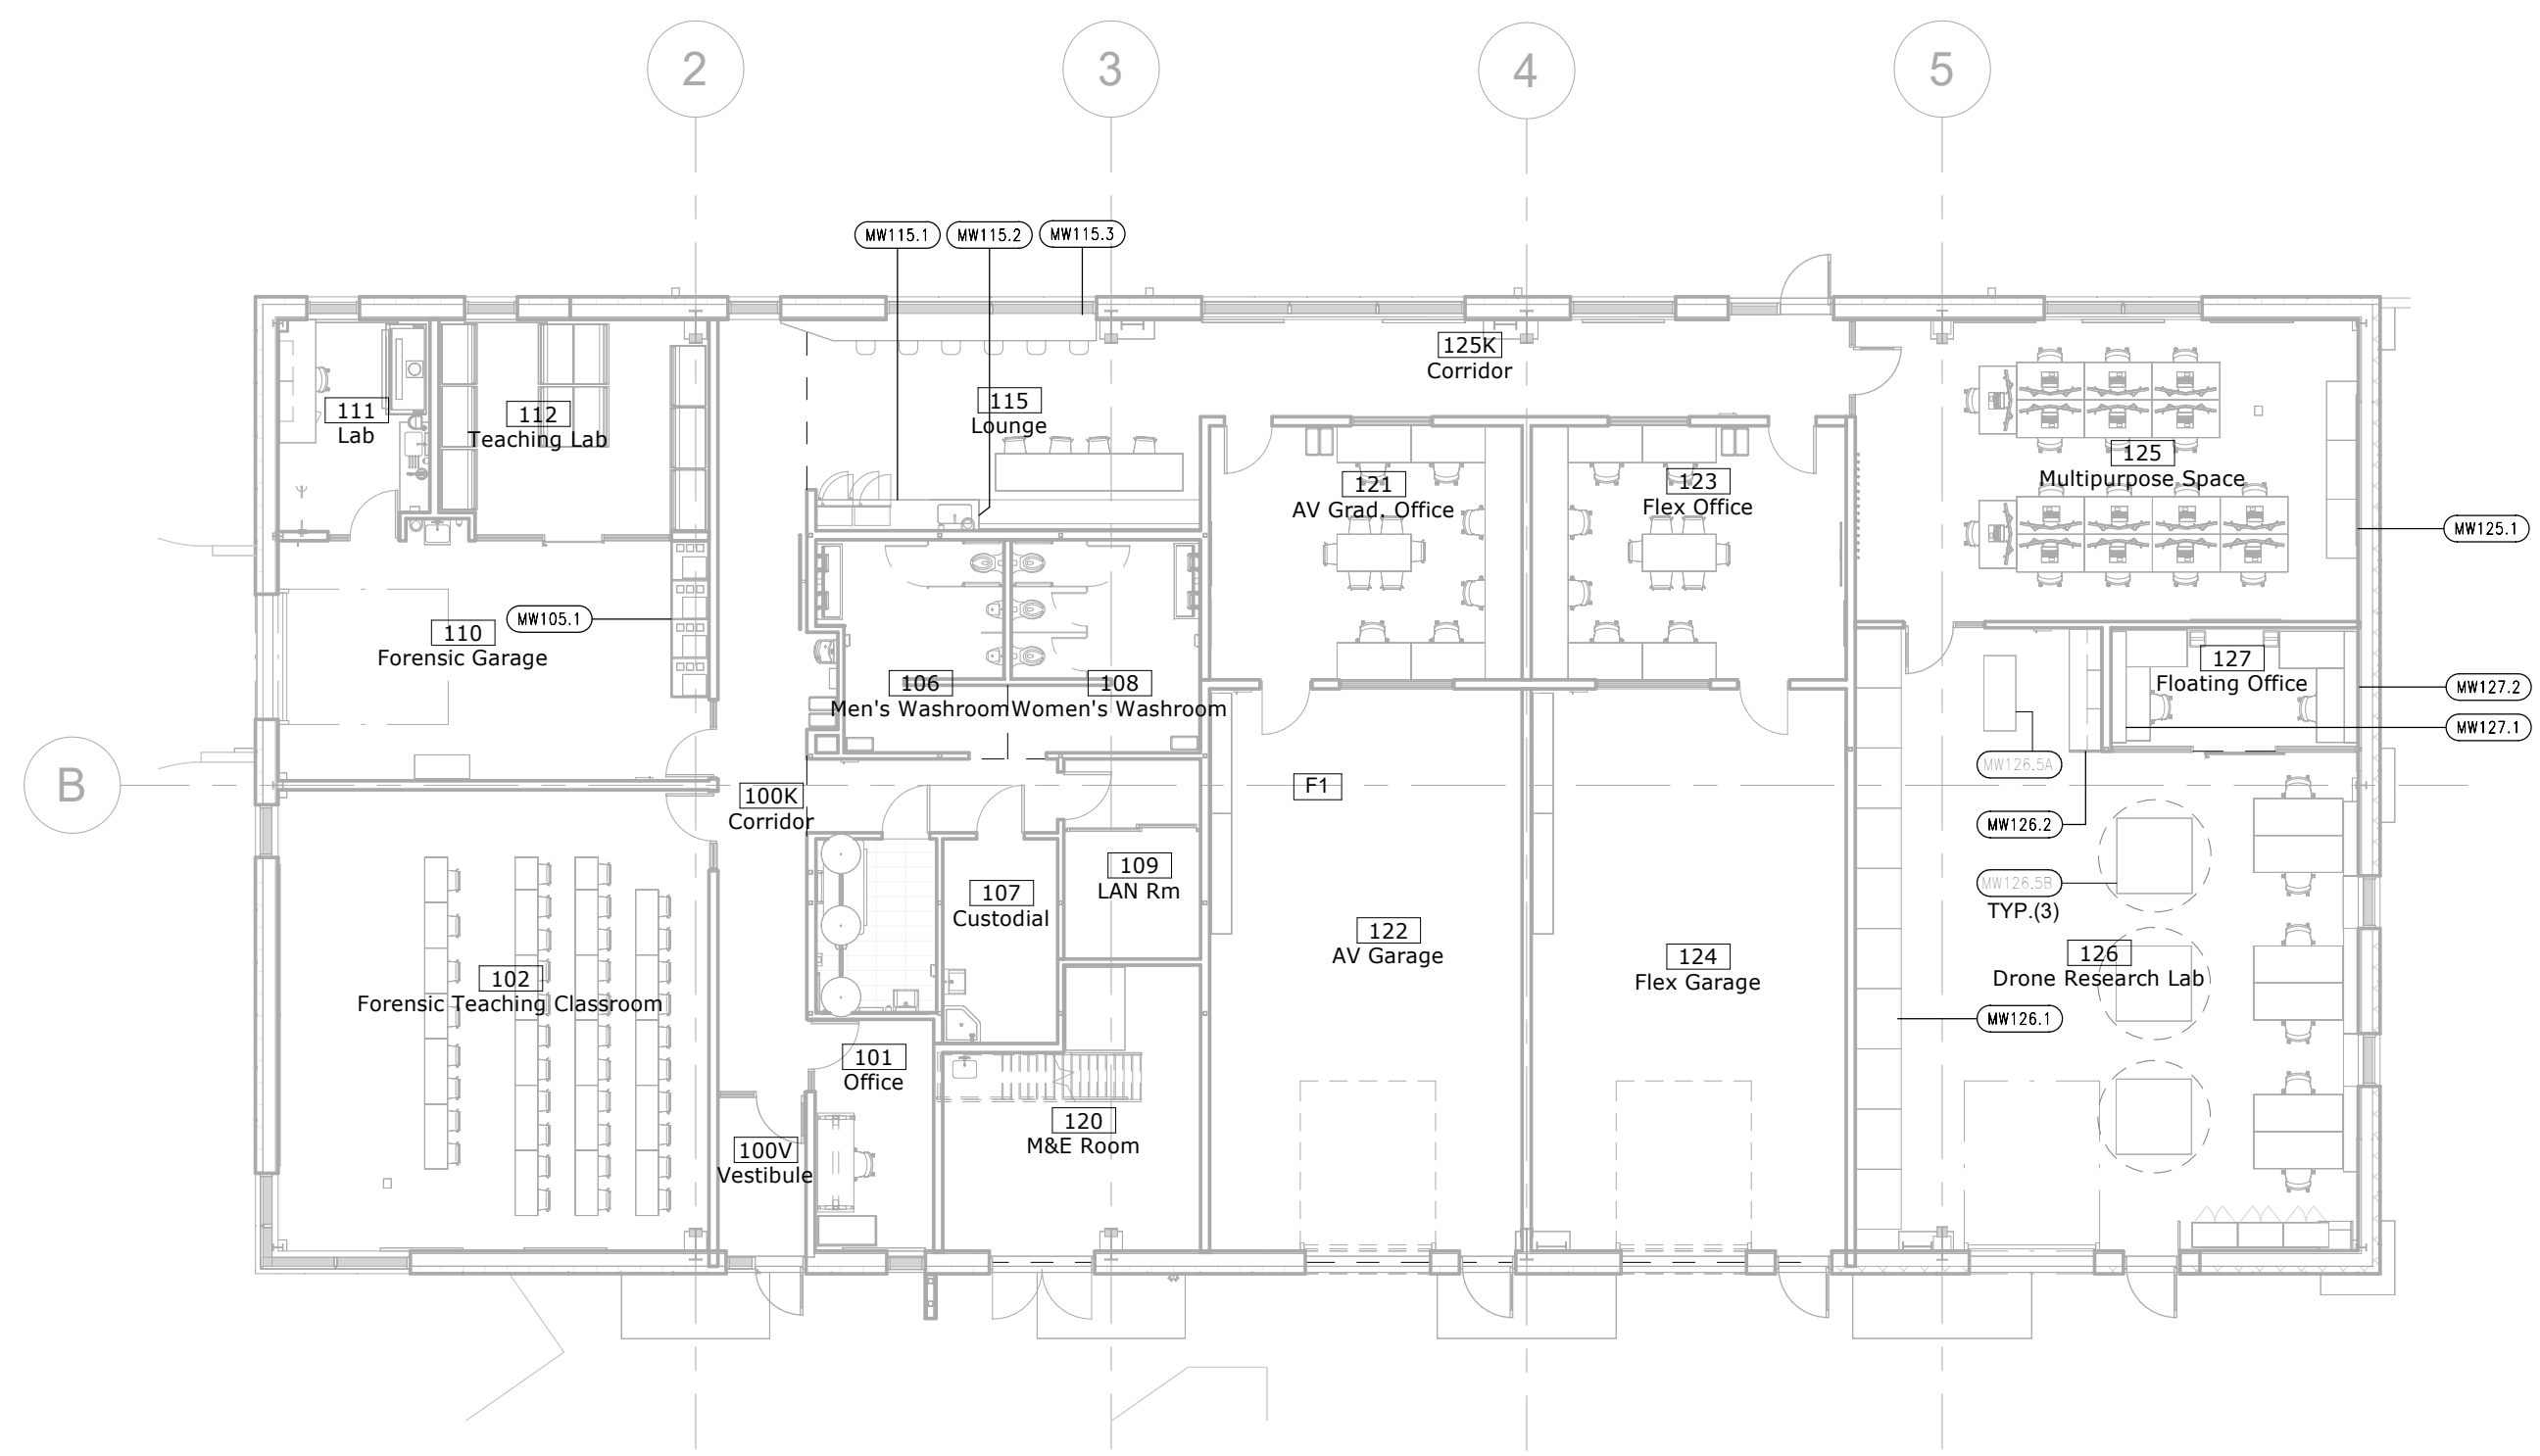 2
3
4
5
MW115.1
MW115.2
MW115.3
125K
Corridor
111
Lab
112
Teaching Lab
115
Lounge
125
Multipurpose Space
121
AV Grad. Office
123
Flex Office
MW125.1
MW105.1
110
Forensic Garage
106
Men's Washroom
108
Women's Washroom
127
Floating Office
MW127.2
MW127.1
B
MW126.5A
100K
Corridor
F1
MW126.2
109
LAN Rm
107
Custodial
MW126.5B
TYP.(3)
122
AV Garage
124
Flex Garage
126
Drone Research Lab
102
Forensic Teaching Classroom
MW126.1
101
Office
120
M&E Room
100V
Vestibule